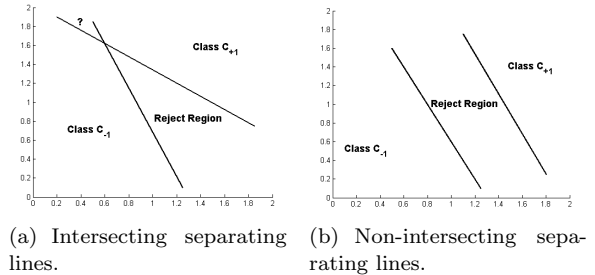 2
1.8
1.6
1.4
1.2
1
0.8
0.6
0.4
0.2
0
0 0.2 0.4 0.6 0.8 1 1.2 1.4 1.6 1.8 2
?
Class C+1
Reject Region
Class C-1
2
1.8
1.6
1.4
1.2
1
0.8
0.6
0.4
0.2
0
0 0.2 0.4 0.6 0.8 1 1.2 1.4 1.6 1.8 2
Class C+1
Reject Region
Class C-1
(a) Intersecting separating
lines.
(b) Non-intersecting sepa-
rating lines.